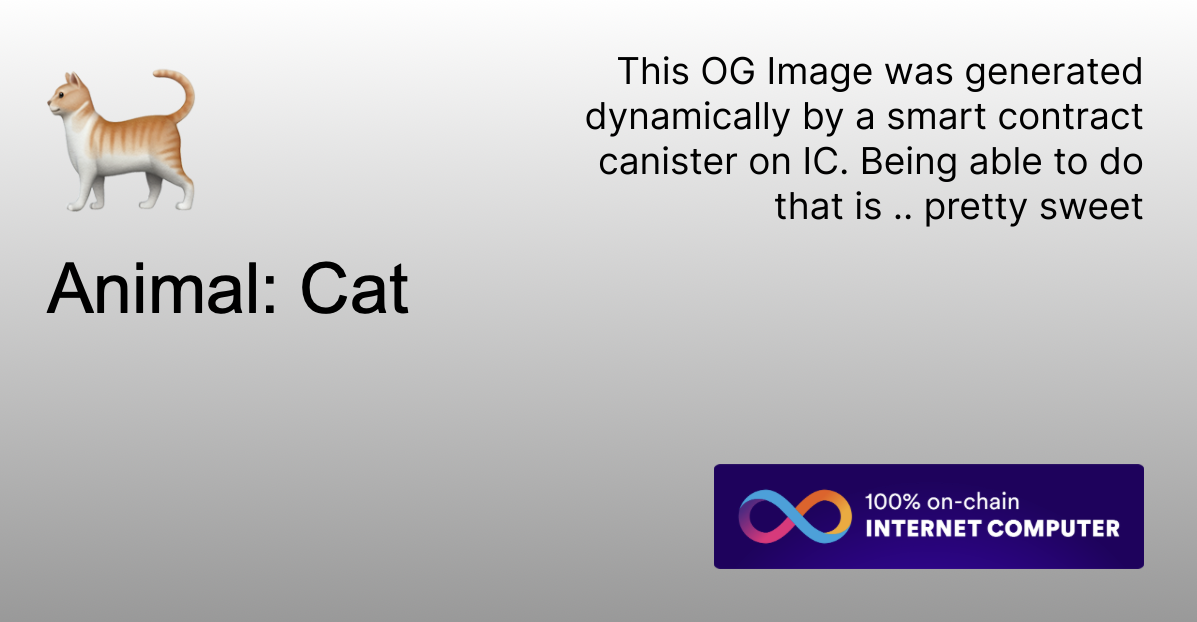 This OG Image was generated
dynamically by a smart contract
canister on IC. Being able to do
that is .. pretty sweet
Animal: Cat
100% on-chain
INTERNET COMPUTER